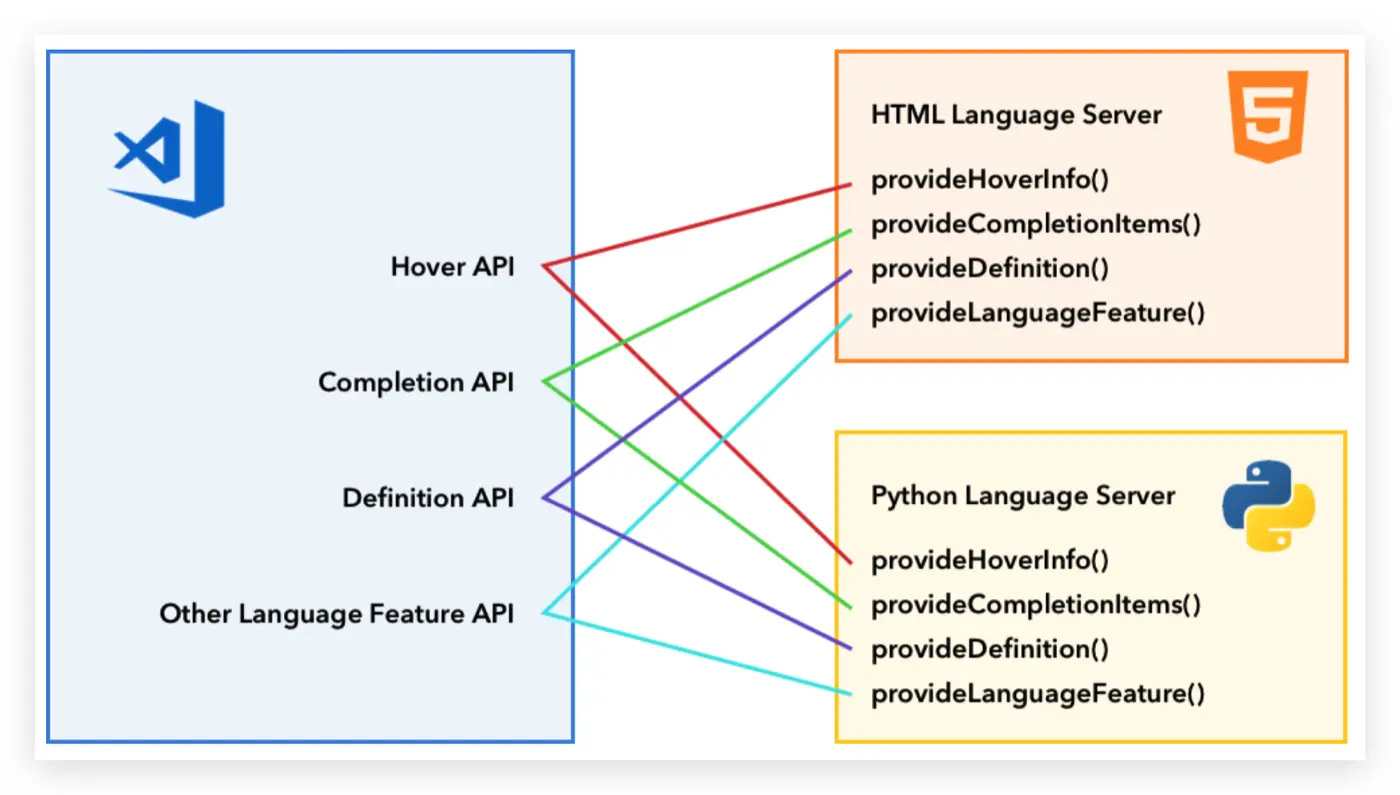 Hover API
Completion API
Definition API
Other Language Feature API
HTML Language Server
provideHoverInfo()
provideCompletionItems()
provideDefinition()
provideLanguageFeature()
Python Language Server
provideHoverInfo()
provideCompletionItems()
provideDefinition()
provideLanguageFeature()